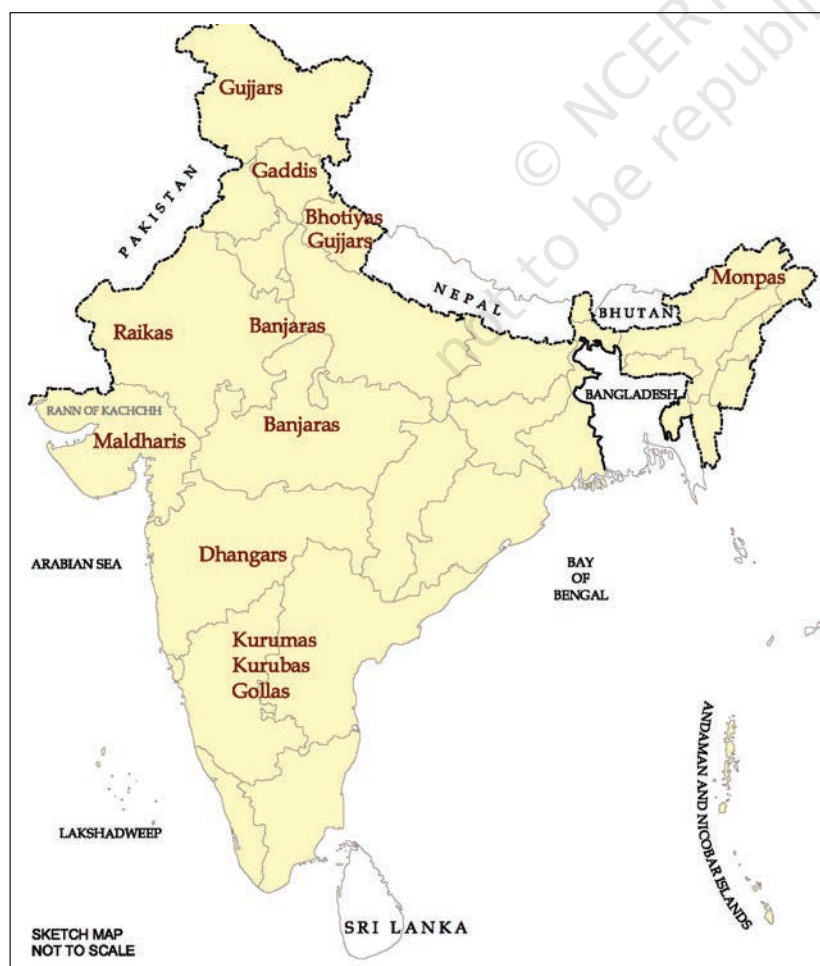 © NCERT
not to be republi
Gujjars
Gaddis
PAKISTAN
Bhotiyas
Gujjars
NEPAL
BHUTAN
Monpas
Raikas
Banjaras
BANGLADESH
RANN OF KACHCHH
Maldharis
Banjaras
ARABIAN SEA
Dhangars
BAY
OF
BENGAL
Kurumas
Kurubas
Gollas
ANDAMAN AND NICOBAR ISLANDS
LAKSHADWEEP
SRI LANKA
SKETCH MAP
NOT TO SCALE